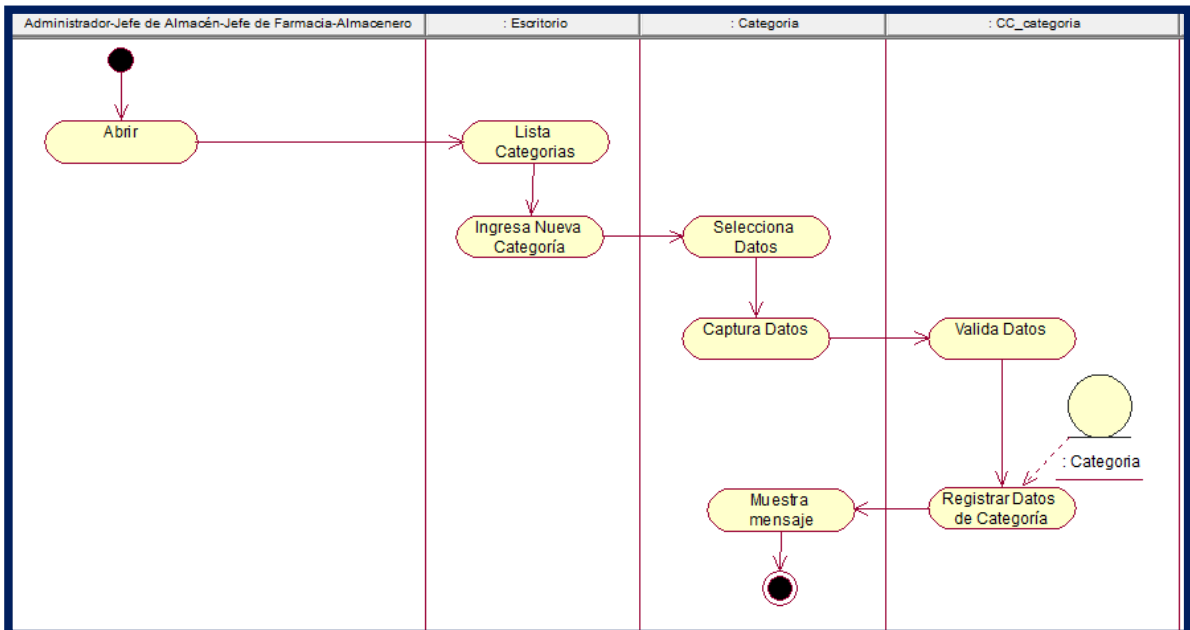 Administrador-Jefe de Almacén-Jefe de Farmacia-Almacenero
: Escritorio
: Categoria
: CC_categoria
Abrir
Lista
Categorias
Ingresa Nueva
Categoría
Selecciona
Datos
Captura Datos
Valida Datos
: Categoria
Registrar Datos
de Categoría
Muestra
mensaje